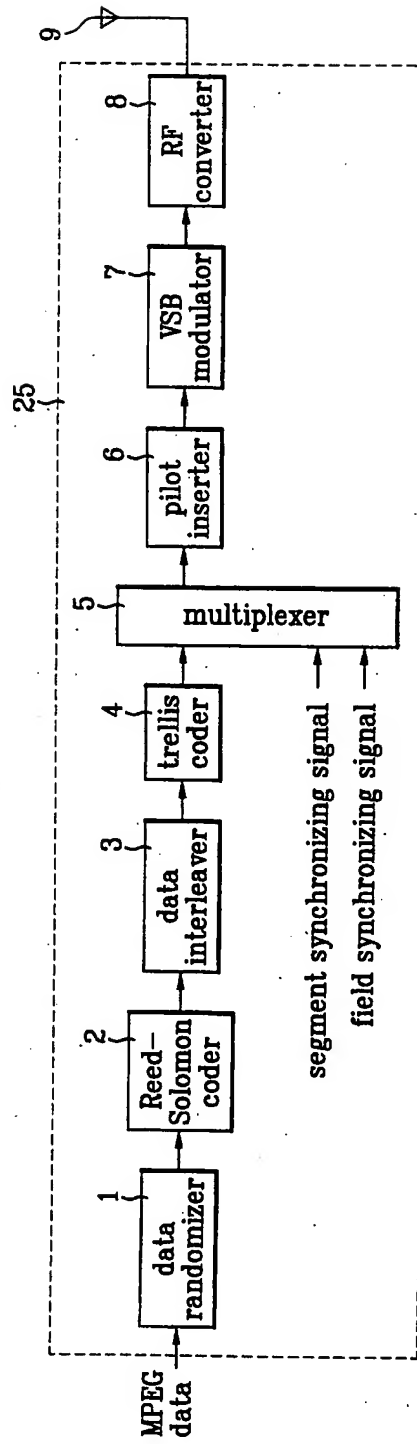 25
MPEG
data
1
data
randomizer
2
Reed-
Solomon
coder
3
data
interleaver
4
trellis
coder
5
multiplexer
segment synchronizing signal
field synchronizing signal
6
pilot
inserter
7
VSB
modulator
8
RF
converter
9